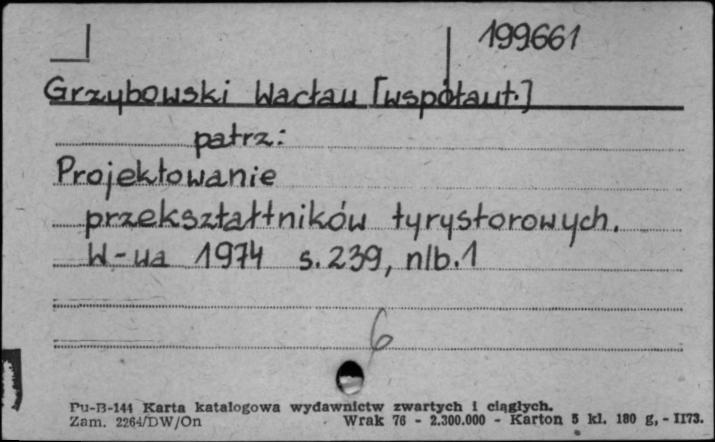 199661
Grzybowski Wacław [współaut.]
patrz:
Projektowanie
przekształtników tyrystorowych.
W-wa 1974 s. 239, nlb. 1
6
Pu-B-144 Karta katalogowa wydawnictw zwartych i ciągłych.
Zam. 2264/DW/On Wrak 76 - 2.300.000 - Karton 5 kl. 180 g, - II73.